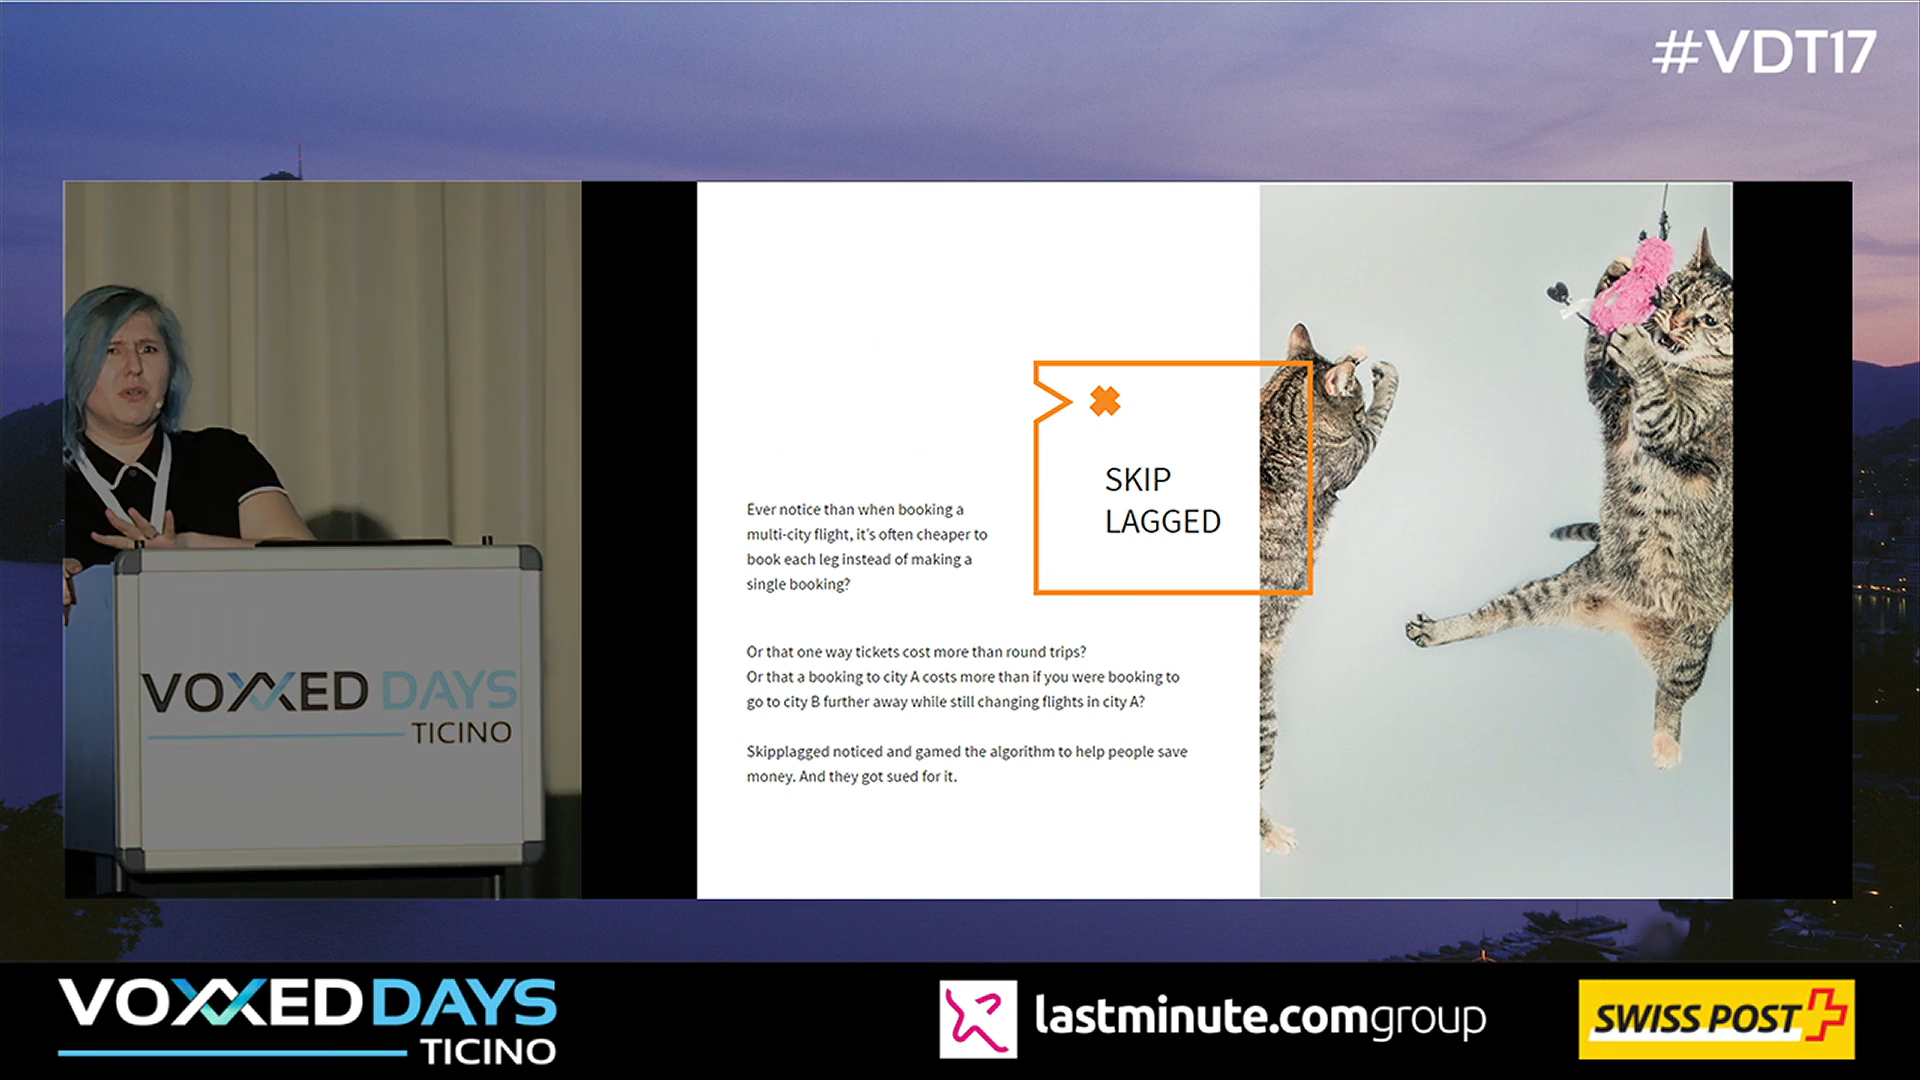 #VDT17
SKIP
LAGGED
Ever notice than when booking a
multi-city flight, it's often cheaper to
book each leg instead of making a
single booking?
Or that one way tickets cost more than round trips?
Or that a booking to city A costs more than if you were booking to
go to city B further away while still changing flights in city A?
Skipplagged noticed and gamed the algorithm to help people save
money. And they got sued for it.
VOXXED DAYS
TICINO
VOXXED DAYS
TICINO
lastminute.comgroup
SWISS POST